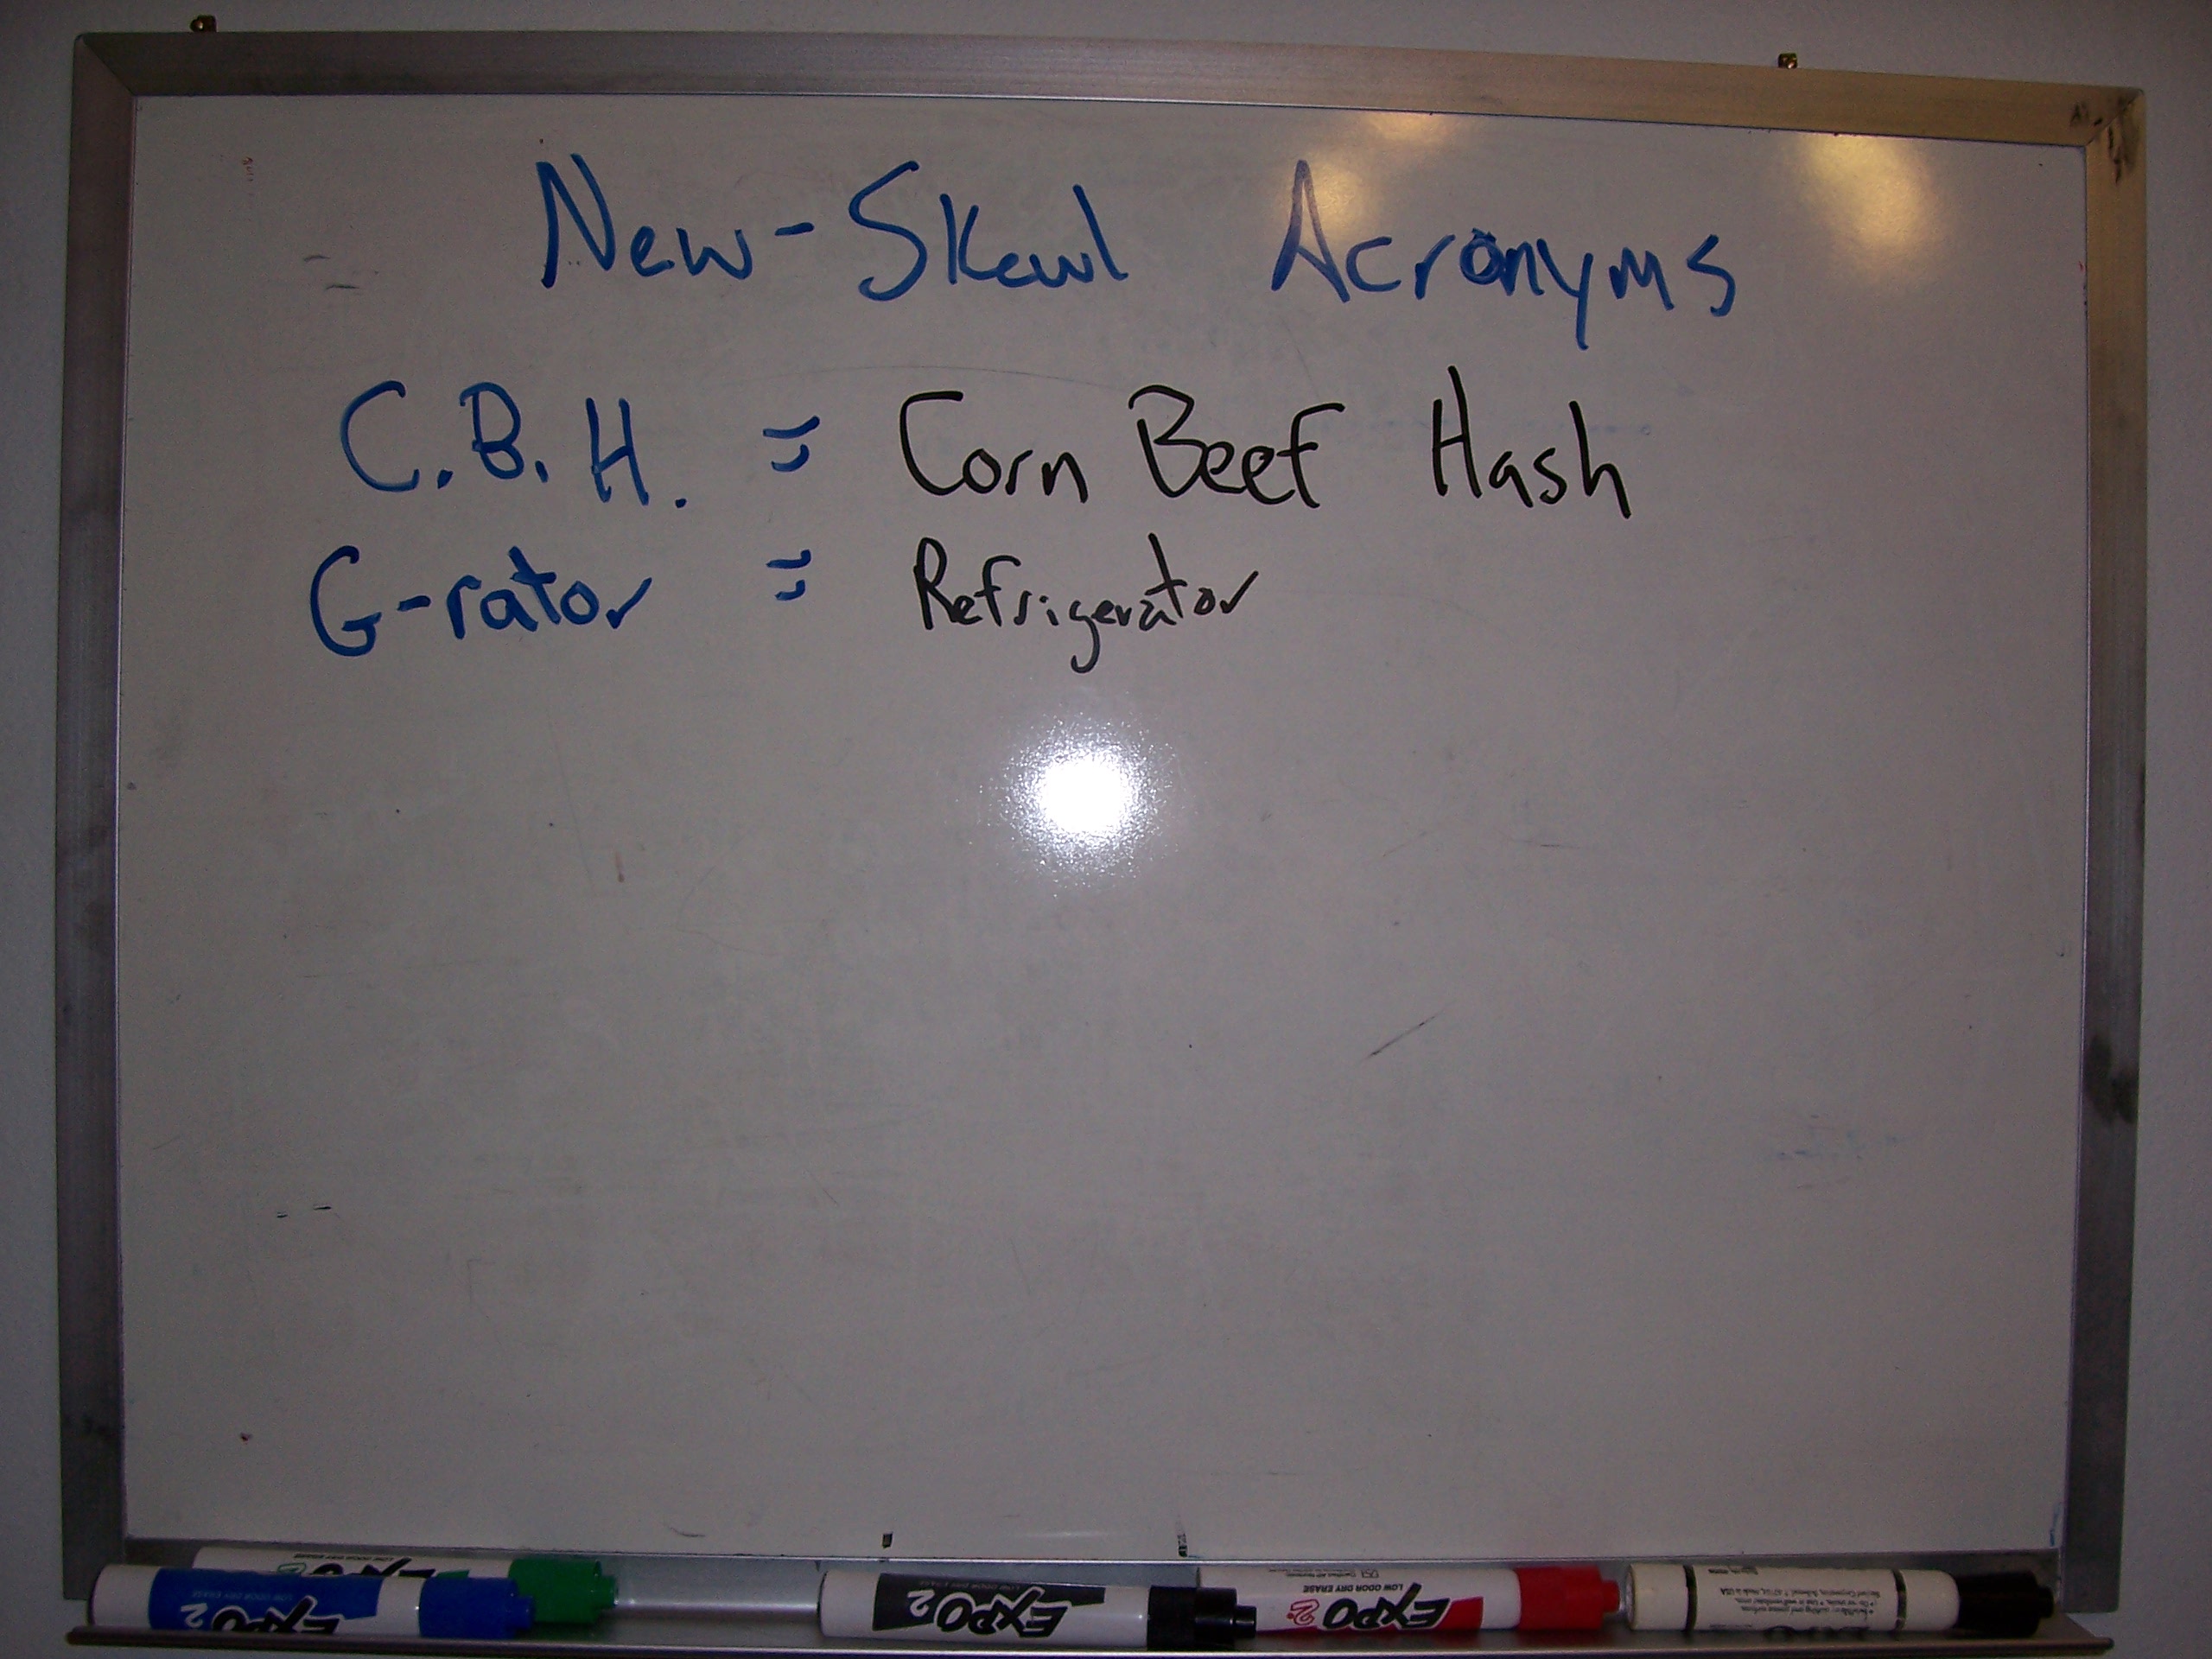 New-Skewl Acronyms
C.B.H. = Corn Beef Hash
G-rator = Refrigerator
EXPO 2
LOW ODOR DRY ERASE
EXPO 2
EXPO 2
LOW ODOR DRY ERASE
EXPO 2